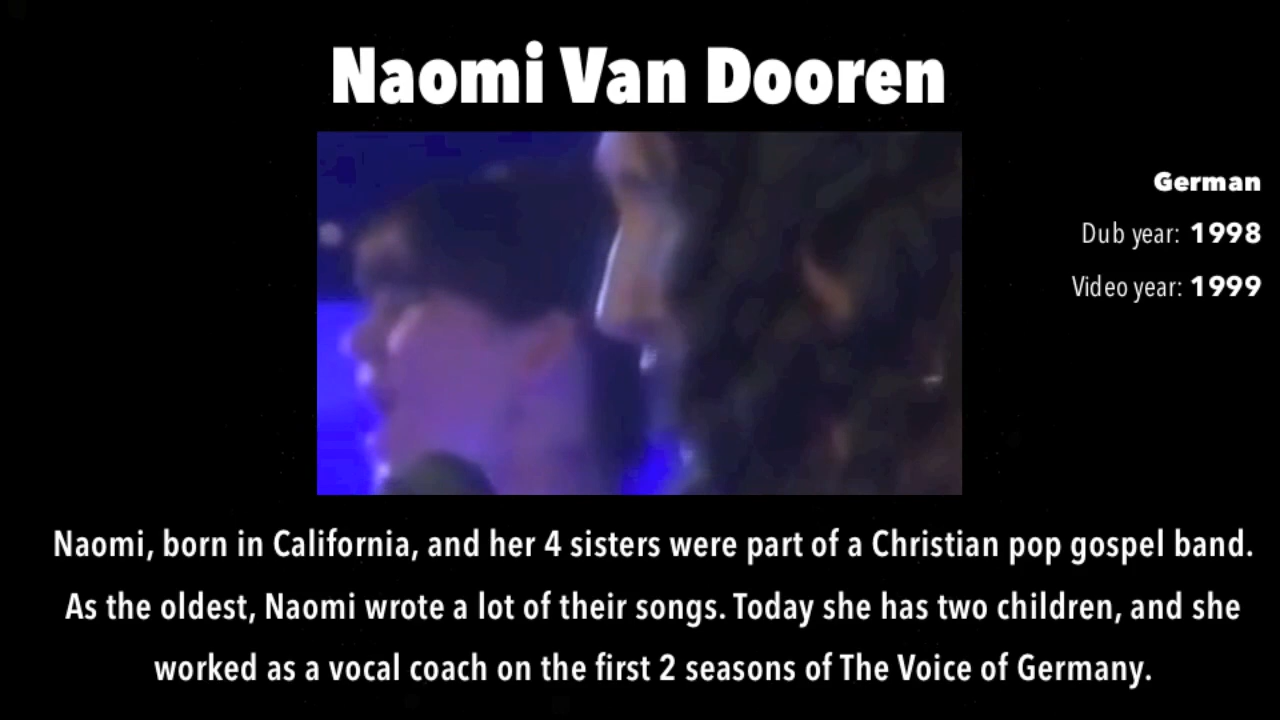 Naomi Van Dooren
German
Dub year: 1998
Video year: 1999
Naomi, born in California, and her 4 sisters were part of a Christian pop gospel band.
As the oldest, Naomi wrote a lot of their songs. Today she has two children, and she
worked as a vocal coach on the first 2 seasons of The Voice of Germany.